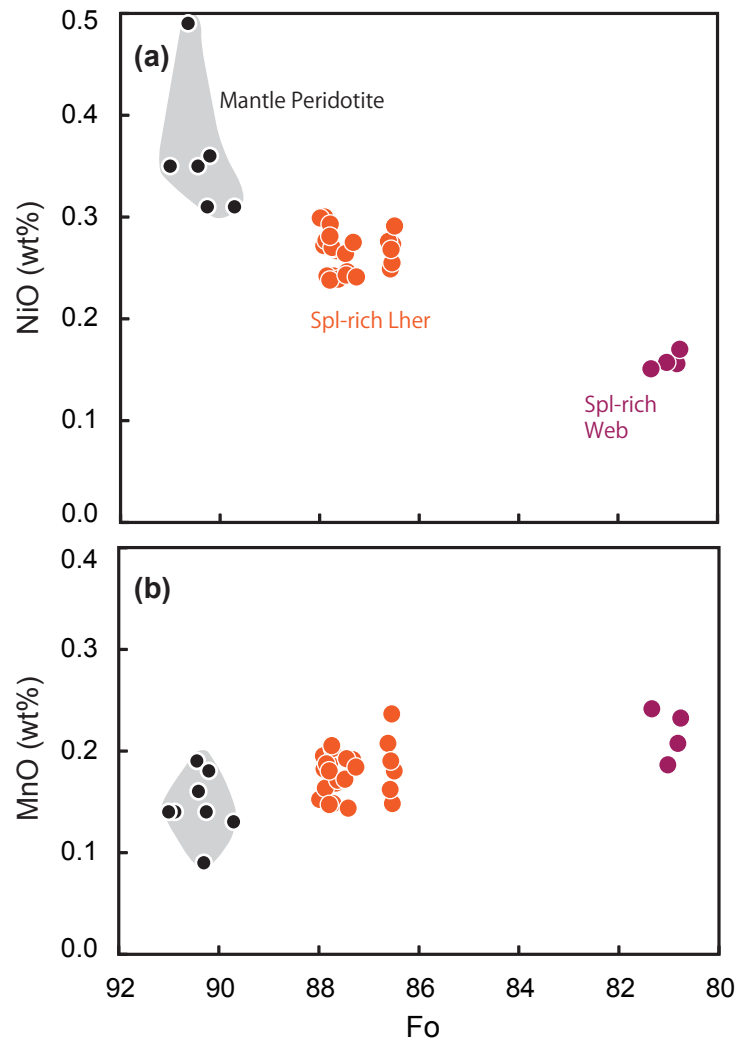 0.5
(a)
Mantle Peridotite
0.4
0.3
NiO (wt%)
Spl-rich Lher
0.2
Spl-rich
Web
0.1
0.0
0.4
(b)
0.3
MnO (wt%)
0.2
0.1
0.0
92 90 88 86 84 82 80
Fo